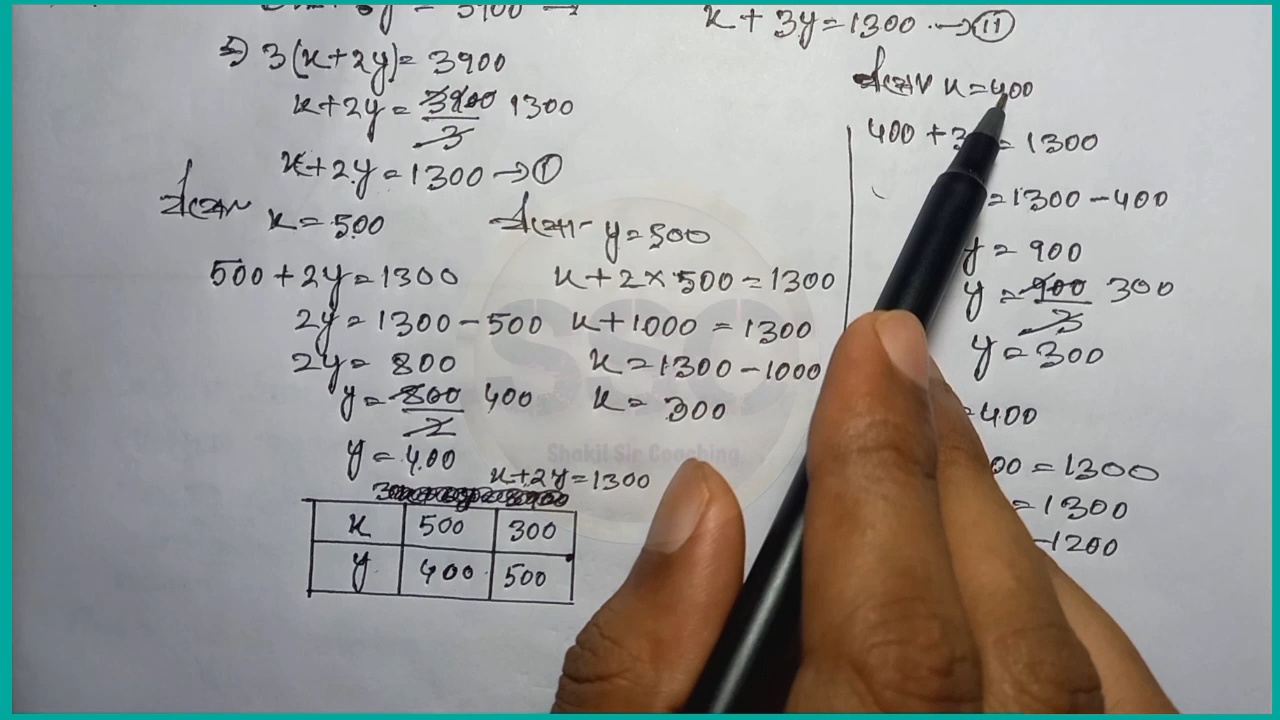 = 3900 →
⇒ 3(x+2y) = 3900
x+2y = 3900/3 1300
x+2y = 1300 → ①
x = 500
500 + 2y = 1300
2y = 1300 - 500
2y = 800
y = 800/2 400
y = 400
y = 500
x + 2 × 500 = 1300
x + 1000 = 1300
x = 1300 - 1000
x = 300
x+2y = 1300
x 500 300
y 400 500
x + 3y = 1300 → ⑪
x = 400
400 + 3 = 1300
= 1300 - 400
y = 900
y = 900/3 300
y = 300
= 400
00 = 1300
= 1300
-1200
SSC
Shakil Sir Coaching